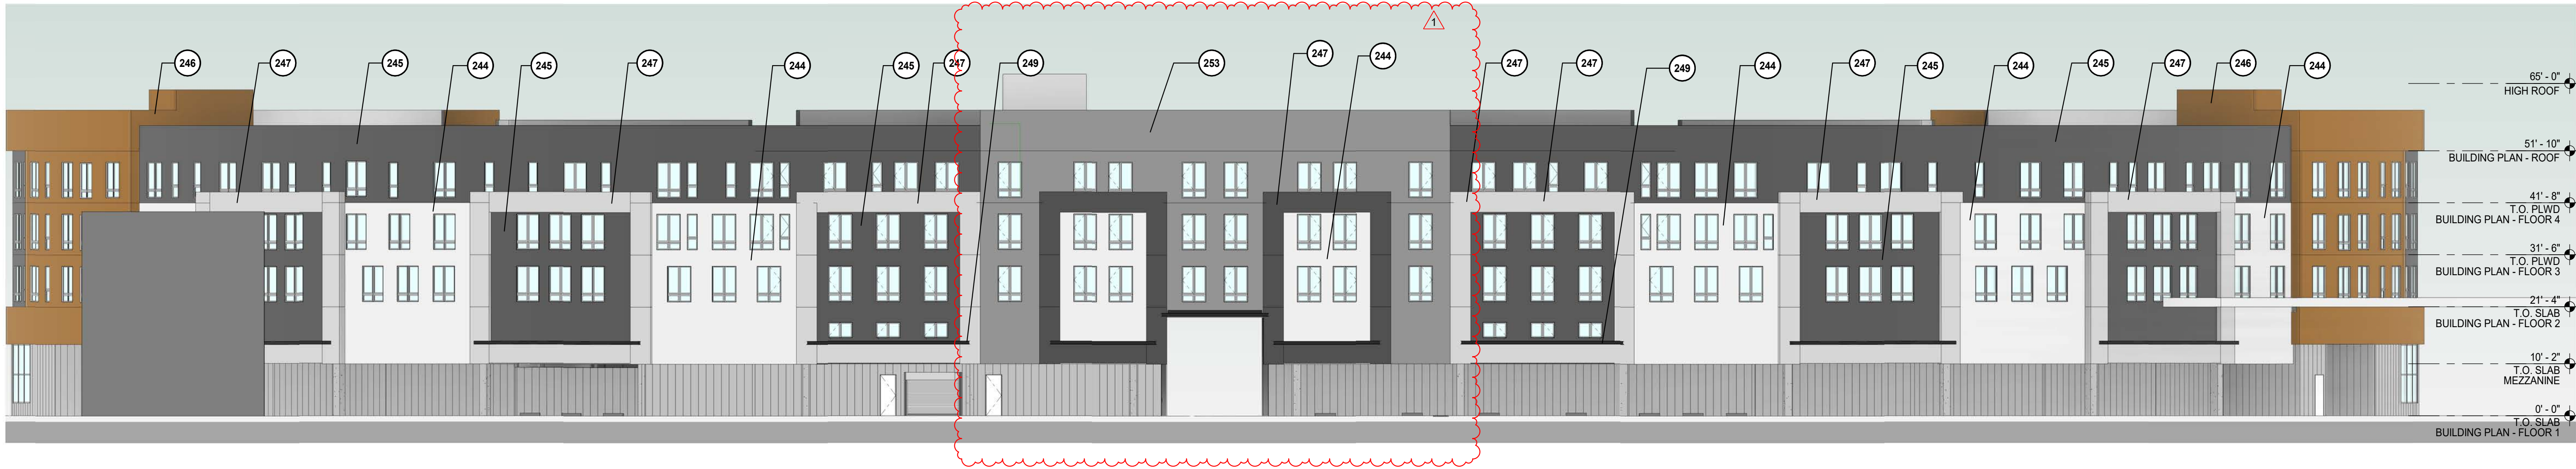 1
246
247
245
244
245
247
244
245
247
249
253
247
244
247
247
249
244
247
245
244
245
247
246
244
65' - 0"
HIGH ROOF
51' - 10"
BUILDING PLAN - ROOF
41' - 8"
T.O. PLWD
BUILDING PLAN - FLOOR 4
31' - 6"
T.O. PLWD
BUILDING PLAN - FLOOR 3
21' - 4"
T.O. SLAB
BUILDING PLAN - FLOOR 2
10' - 2"
T.O. SLAB
MEZZANINE
0' - 0"
T.O. SLAB
BUILDING PLAN - FLOOR 1